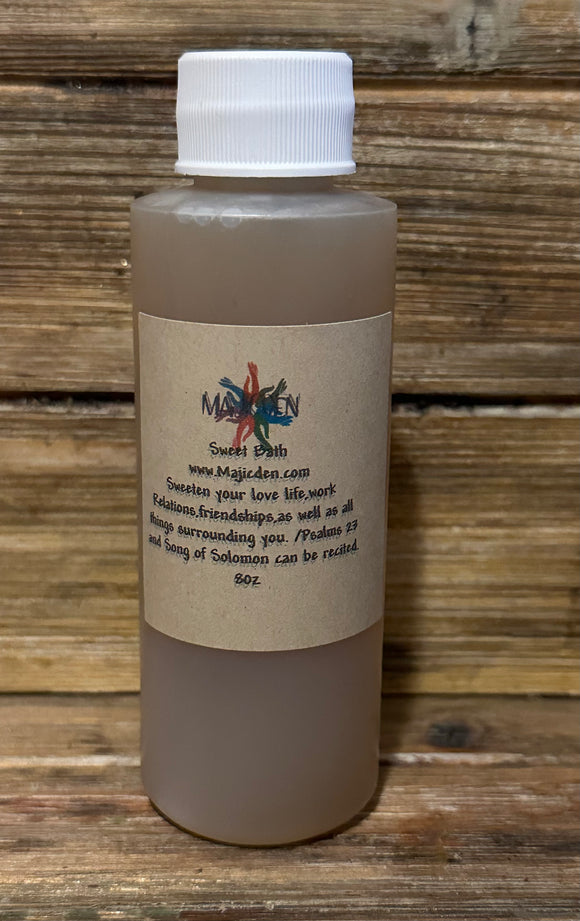 MAJICDEN
Sweet Bath
www.Majicden.com
Sweeten your love life,work
Relations,friendships,as well as all
things surrounding you. /Psalms 23
and Song of Solomon can be recited.
8oz